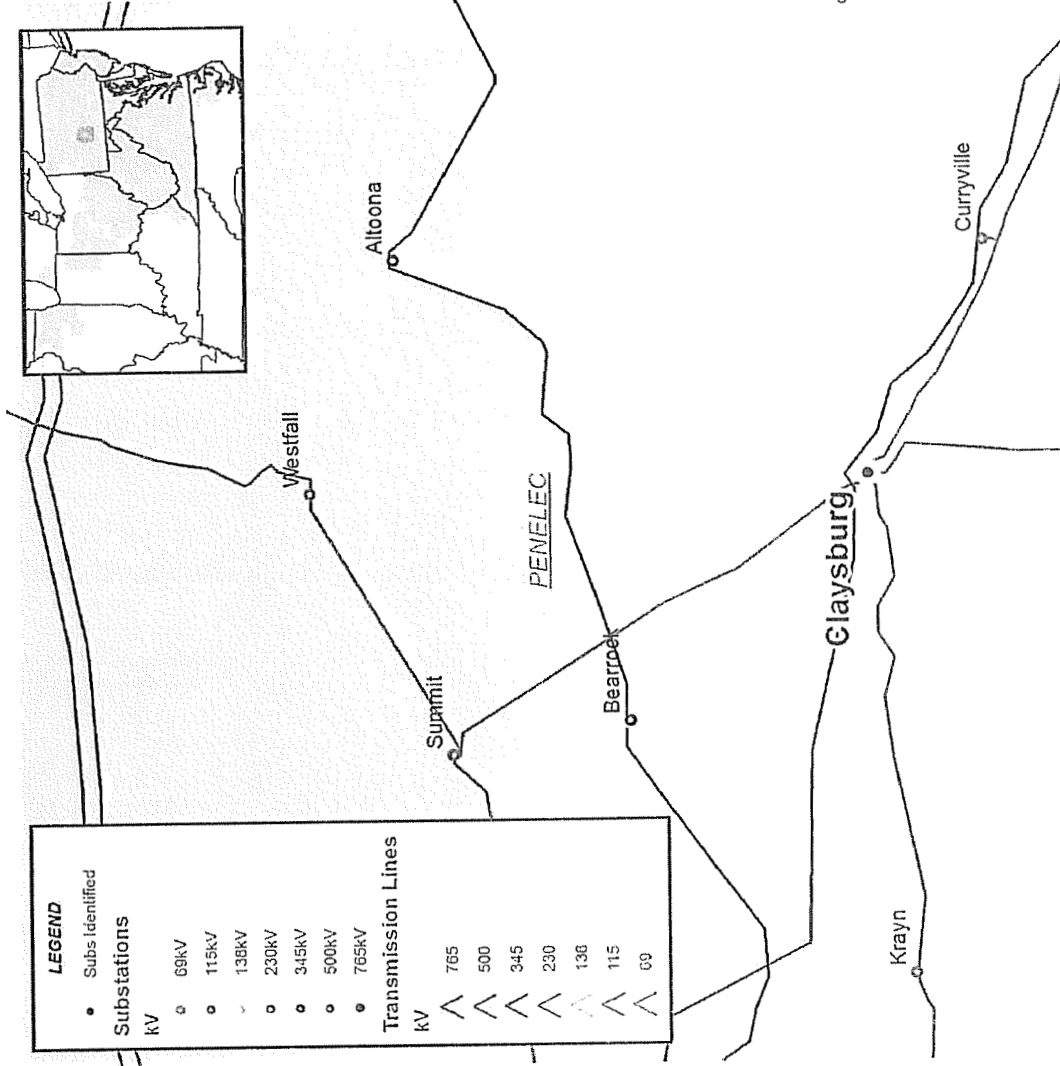 LEGEND
Subs Identified
Substations
kV
69kV
115kV
138kV
230kV
345kV
500kV
765kV
Transmission Lines
kV
765
500
345
230
138
115
69
Altoona
Westfall
Summit
PENELEC
Bearrock
Claysburg
Curryville
Krayn